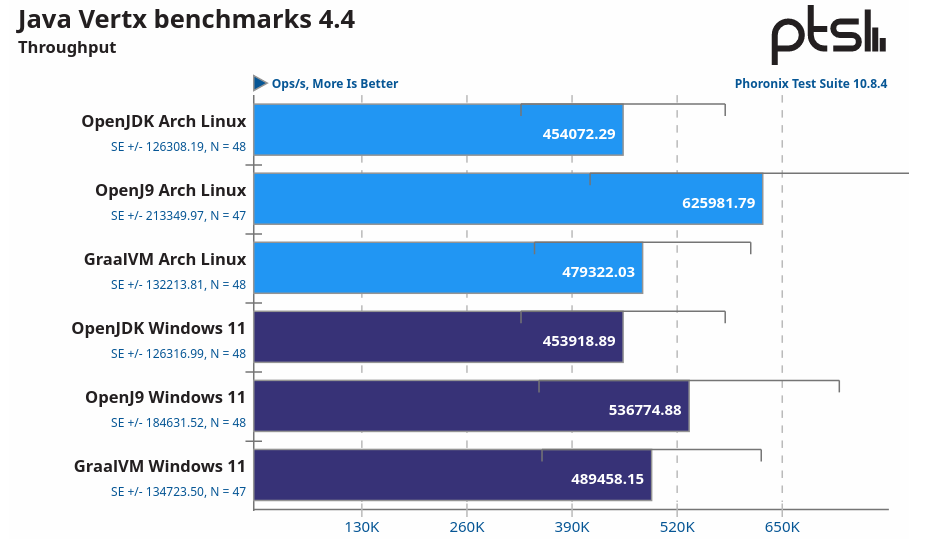 Java Vertx benchmarks 4.4
Throughput
ptsl
Ops/s, More Is Better
Phoronix Test Suite 10.8.4
OpenJDK Arch Linux
SE +/- 126308.19, N = 48
454072.29
OpenJ9 Arch Linux
SE +/- 213349.97, N = 47
625981.79
GraalVM Arch Linux
SE +/- 132213.81, N = 48
479322.03
OpenJDK Windows 11
SE +/- 126316.99, N = 48
453918.89
OpenJ9 Windows 11
SE +/- 184631.52, N = 48
536774.88
GraalVM Windows 11
SE +/- 134723.50, N = 47
489458.15
130K 260K 390K 520K 650K